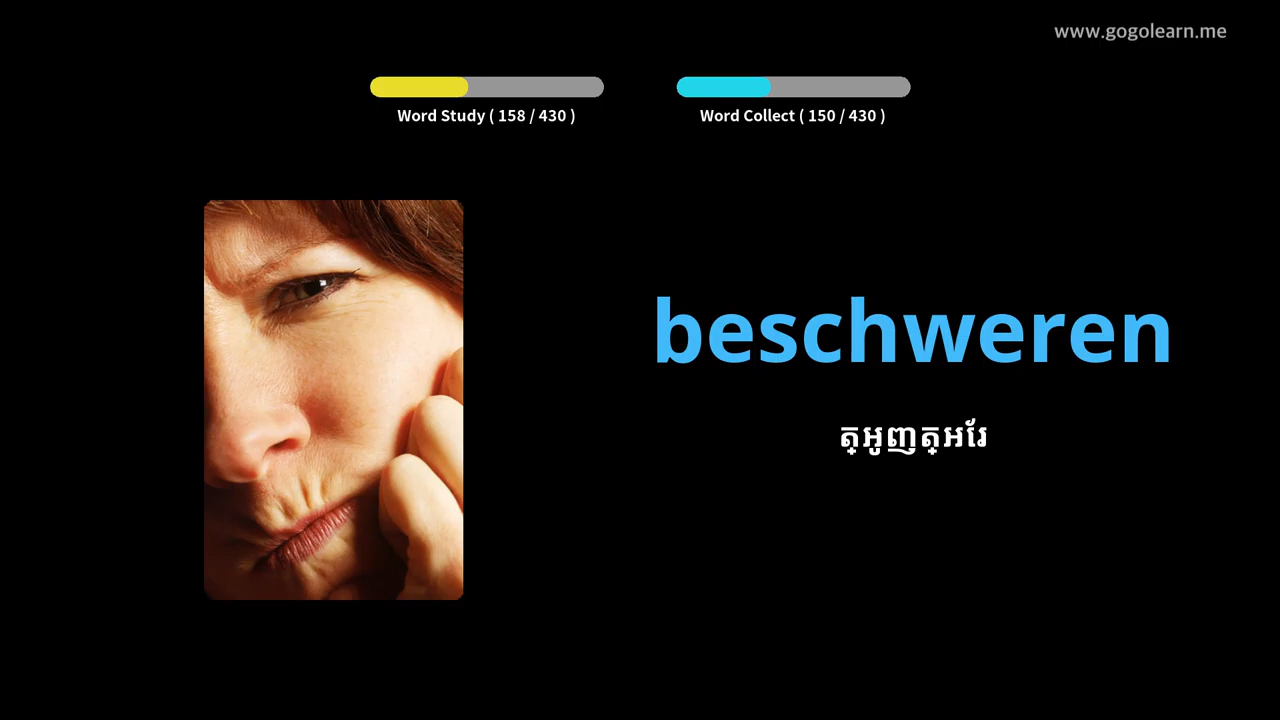 www.gogolearn.me
Word Study ( 158 / 430 )
Word Collect ( 150 / 430 )
beschweren
ត្អូញត្អរែ